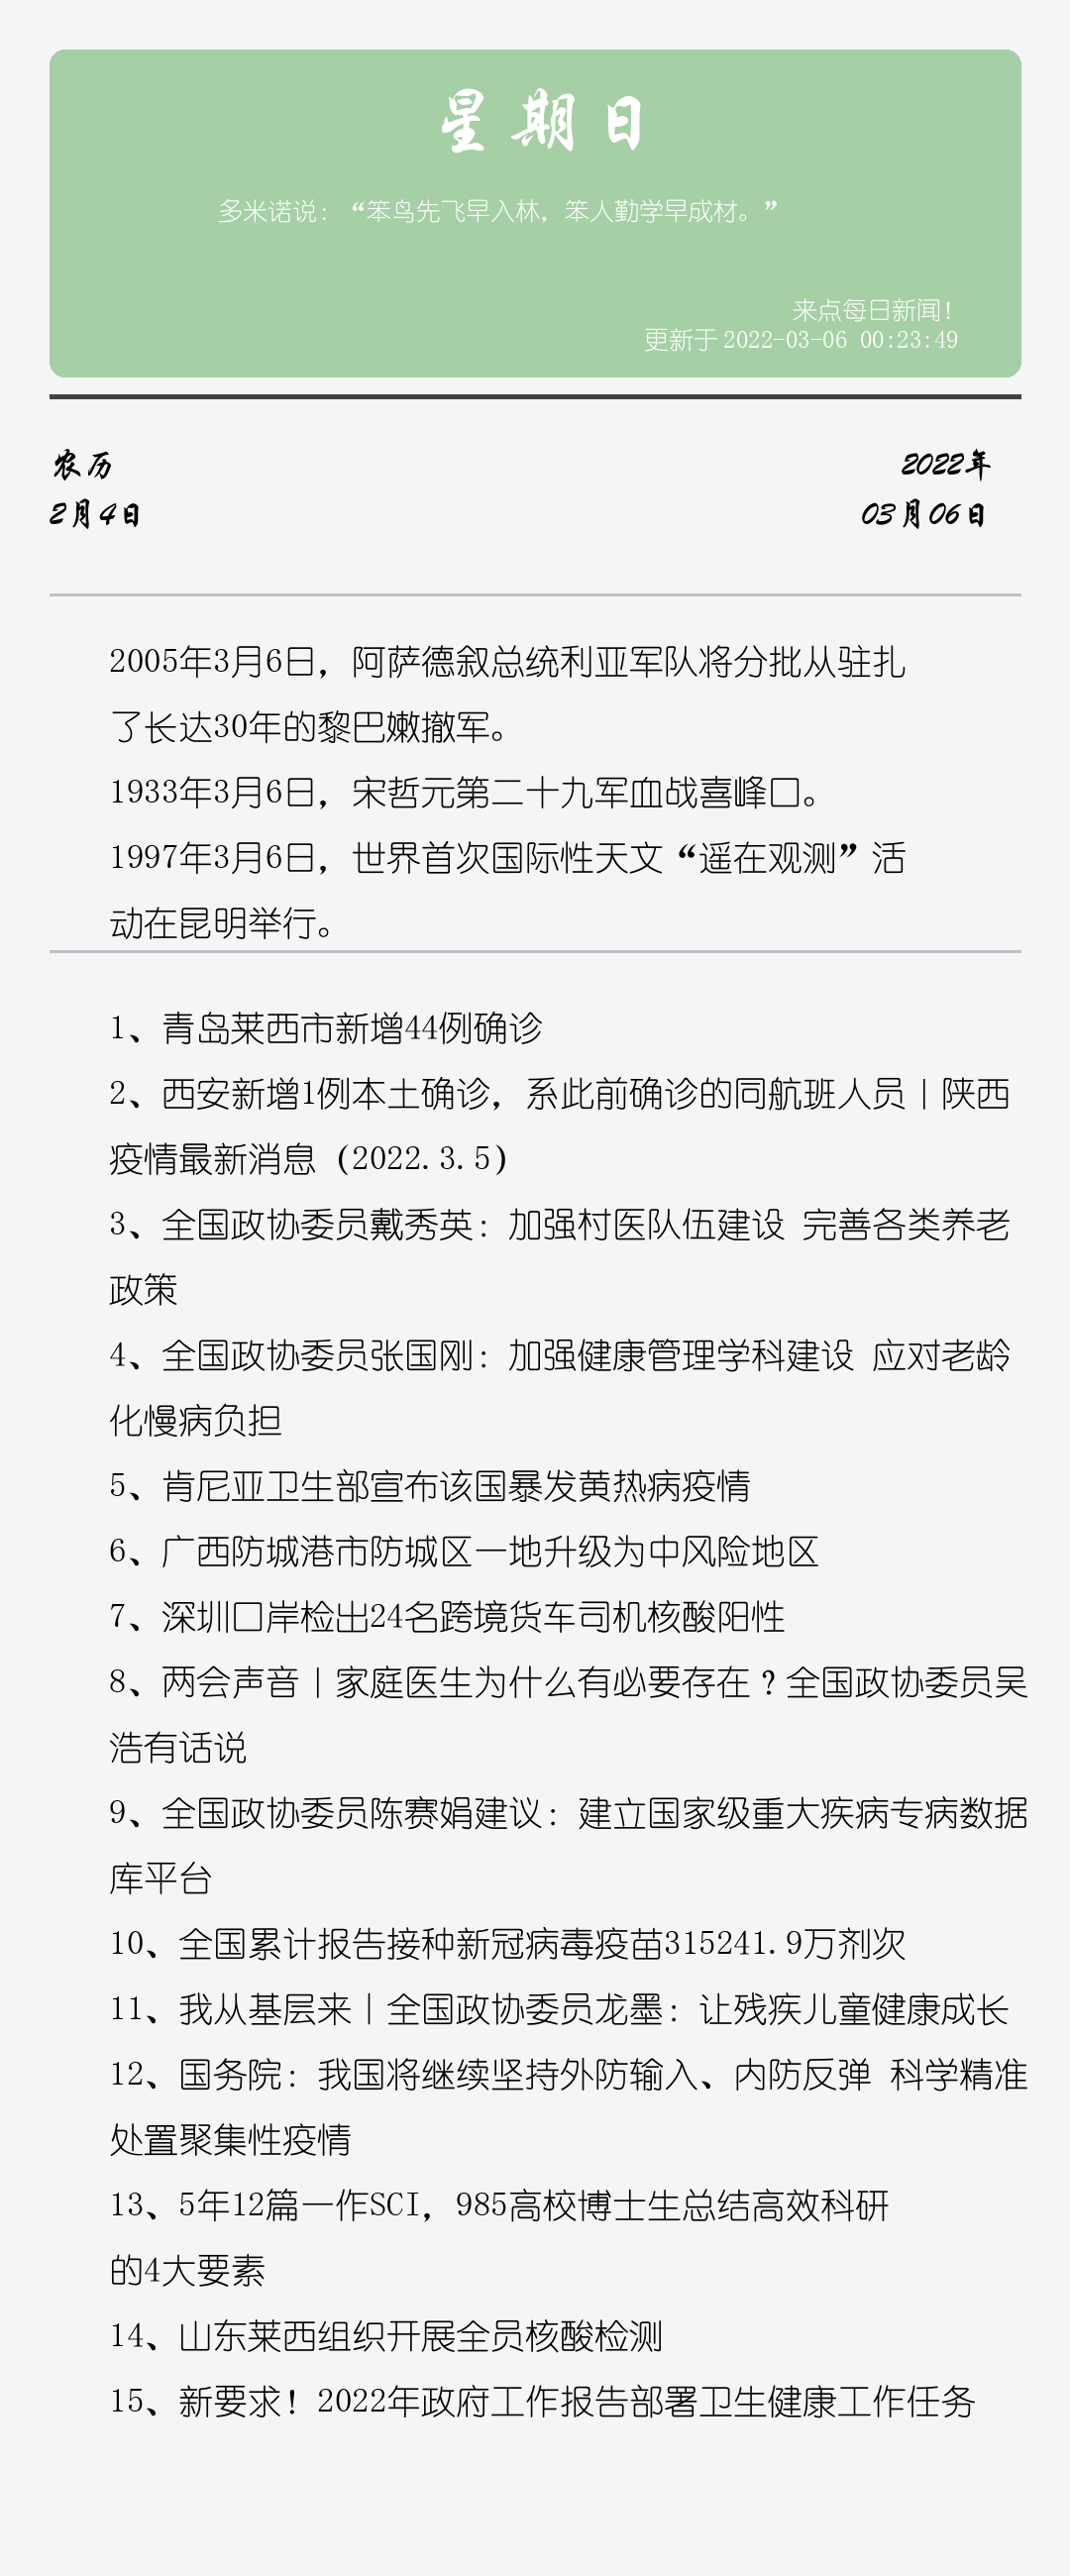 星期日
多米诺说：“笨鸟先飞早入林，笨人勤学早成材。”
来点每日新闻！
更新于 2022-03-06 00:23:49
农历
2月4日
2022年
03月06日
2005年3月6日，阿萨德叙总统利亚军队将分批从驻扎
了长达30年的黎巴嫩撤军。
1933年3月6日，宋哲元第二十九军血战喜峰口。
1997年3月6日，世界首次国际性天文“遥在观测”活
动在昆明举行。
1、青岛莱西市新增44例确诊
2、西安新增1例本土确诊，系此前确诊的同航班人员丨陕西
疫情最新消息（2022.3.5）
3、全国政协委员戴秀英：加强村医队伍建设 完善各类养老
政策
4、全国政协委员张国刚：加强健康管理学科建设 应对老龄
化慢病负担
5、肯尼亚卫生部宣布该国暴发黄热病疫情
6、广西防城港市防城区一地升级为中风险地区
7、深圳口岸检出24名跨境货车司机核酸阳性
8、两会声音丨家庭医生为什么有必要存在？全国政协委员吴
浩有话说
9、全国政协委员陈赛娟建议：建立国家级重大疾病专病数据
库平台
10、全国累计报告接种新冠病毒疫苗315241.9万剂次
11、我从基层来丨全国政协委员龙墨：让残疾儿童健康成长
12、国务院：我国将继续坚持外防输入、内防反弹 科学精准
处置聚集性疫情
13、5年12篇一作SCI，985高校博士生总结高效科研
的4大要素
14、山东莱西组织开展全员核酸检测
15、新要求！2022年政府工作报告部署卫生健康工作任务